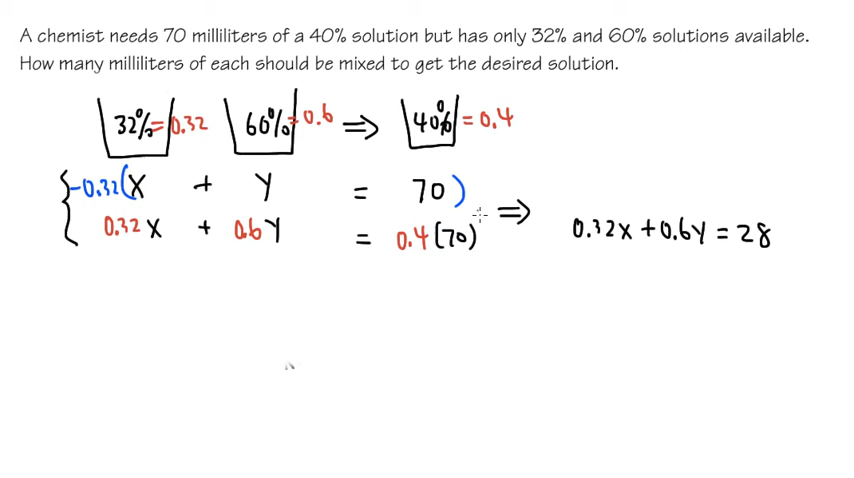 A chemist needs 70 milliliters of a 40% solution but has only 32% and 60% solutions available.
How many milliliters of each should be mixed to get the desired solution.
32% = 0.32 60% = 0.6 ⇒ 40% = 0.4
-0.32(X + Y = 70)
0.32X + 0.6Y = 0.4(70) ⇒ 0.32X + 0.6Y = 28